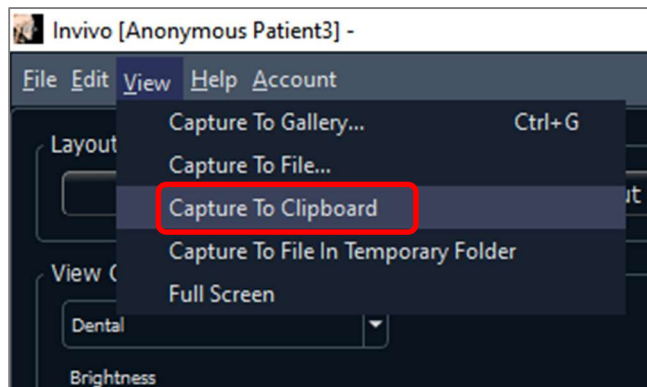 Invivo [Anonymous Patient3] -
File Edit View Help Account
Capture To Gallery... Ctrl+G
Layout
Capture To File...
Capture To Clipboard
Capture To File In Temporary Folder
View
Full Screen
Dental
Brightness